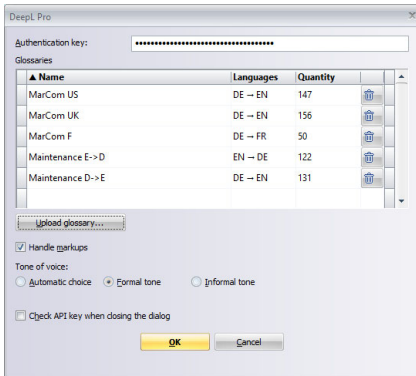 DeepL Pro
Authentication key: ••••••••••••••••••••••••••••••••••••
Glossaries
▲ Name Languages Quantity
MarCom US DE → EN 147
MarCom UK DE → EN 156
MarCom F DE → FR 50
Maintenance E->D EN → DE 122
Maintenance D->E DE → EN 131
Upload glossary...
Handle markups
Tone of voice:
Automatic choice Formal tone Informal tone
Check API key when closing the dialog
OK Cancel